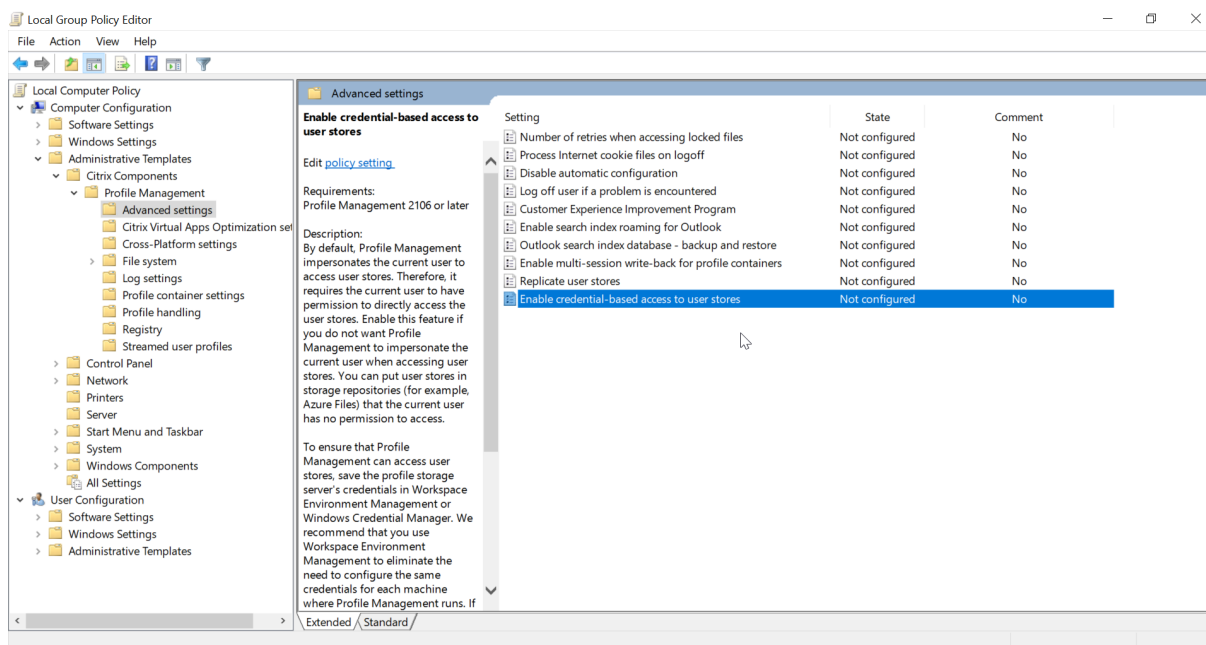 Local Group Policy Editor
File Action View Help
Local Computer Policy
Computer Configuration
Software Settings
Windows Settings
Administrative Templates
Citrix Components
Profile Management
Advanced settings
Citrix Virtual Apps Optimization set
Cross-Platform settings
File system
Log settings
Profile container settings
Profile handling
Registry
Streamed user profiles
Control Panel
Network
Printers
Server
Start Menu and Taskbar
System
Windows Components
All Settings
User Configuration
Software Settings
Windows Settings
Administrative Templates
Advanced settings
Enable credential-based access to
user stores
Edit policy setting
Requirements:
Profile Management 2106 or later
Description:
By default, Profile Management
impersonates the current user to
access user stores. Therefore, it
requires the current user to have
permission to directly access the
user stores. Enable this feature if
you do not want Profile
Management to impersonate the
current user when accessing user
stores. You can put user stores in
storage repositories (for example,
Azure Files) that the current user
has no permission to access.
To ensure that Profile
Management can access user
stores, save the profile storage
server's credentials in Workspace
Environment Management or
Windows Credential Manager. We
recommend that you use
Workspace Environment
Management to eliminate the
need to configure the same
credentials for each machine
where Profile Management runs. If
Setting State Comment
Number of retries when accessing locked files Not configured No
Process Internet cookie files on logoff Not configured No
Disable automatic configuration Not configured No
Log off user if a problem is encountered Not configured No
Customer Experience Improvement Program Not configured No
Enable search index roaming for Outlook Not configured No
Outlook search index database - backup and restore Not configured No
Enable multi-session write-back for profile containers Not configured No
Replicate user stores Not configured No
Enable credential-based access to user stores Not configured No
Extended Standard